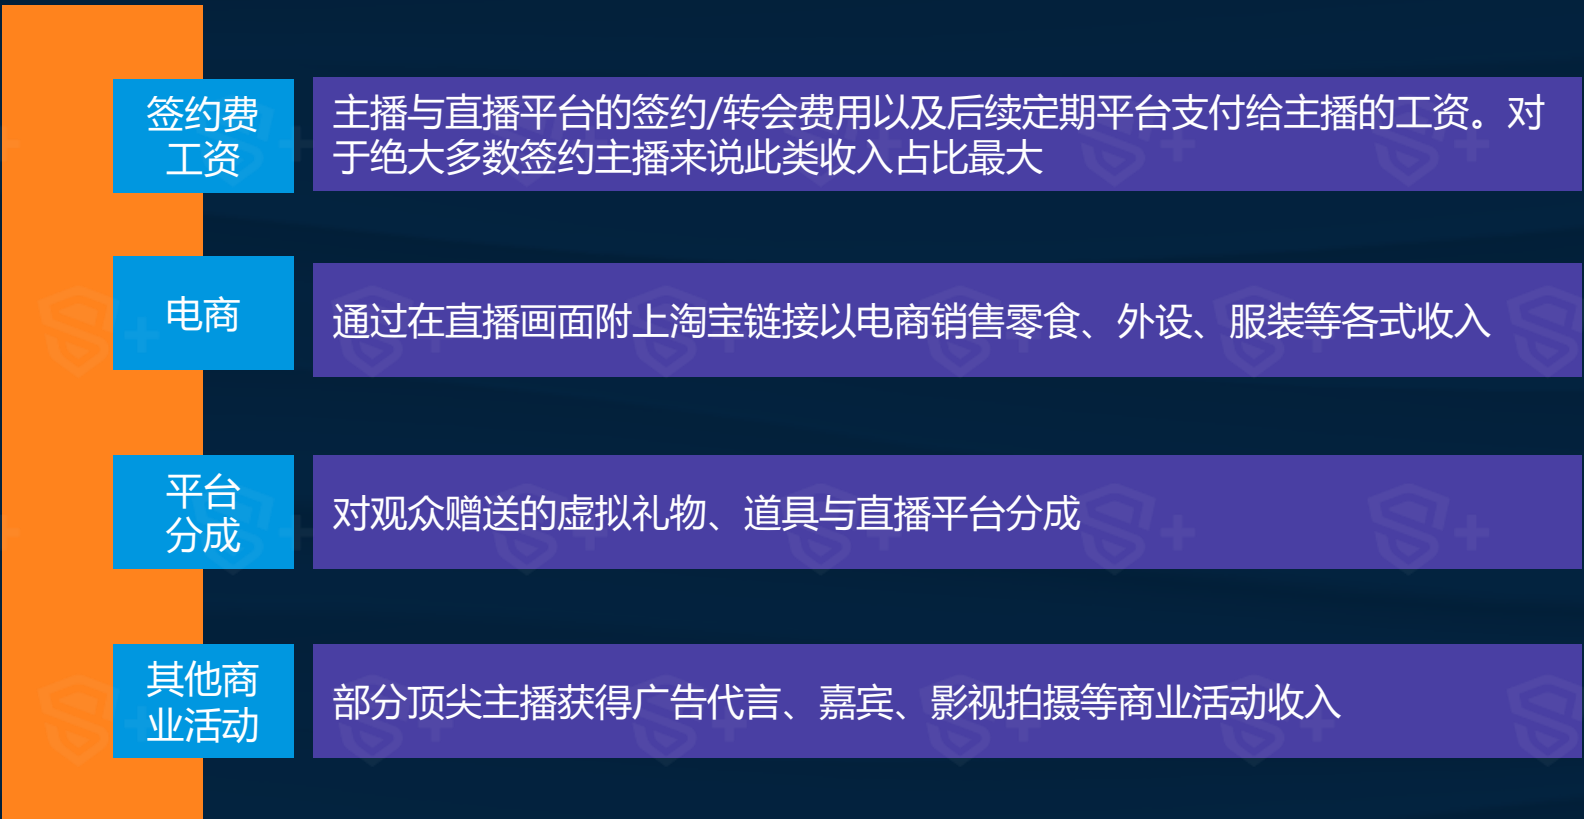 签约费
工资
主播与直播平台的签约/转会费用以及后续定期平台支付给主播的工资。对
于绝大多数签约主播来说此类收入占比最大
电商
通过在直播画面附上淘宝链接以电商销售零食、外设、服装等各式收入
平台
分成
对观众赠送的虚拟礼物、道具与直播平台分成
其他商
业活动
部分顶尖主播获得广告代言、嘉宾、影视拍摄等商业活动收入